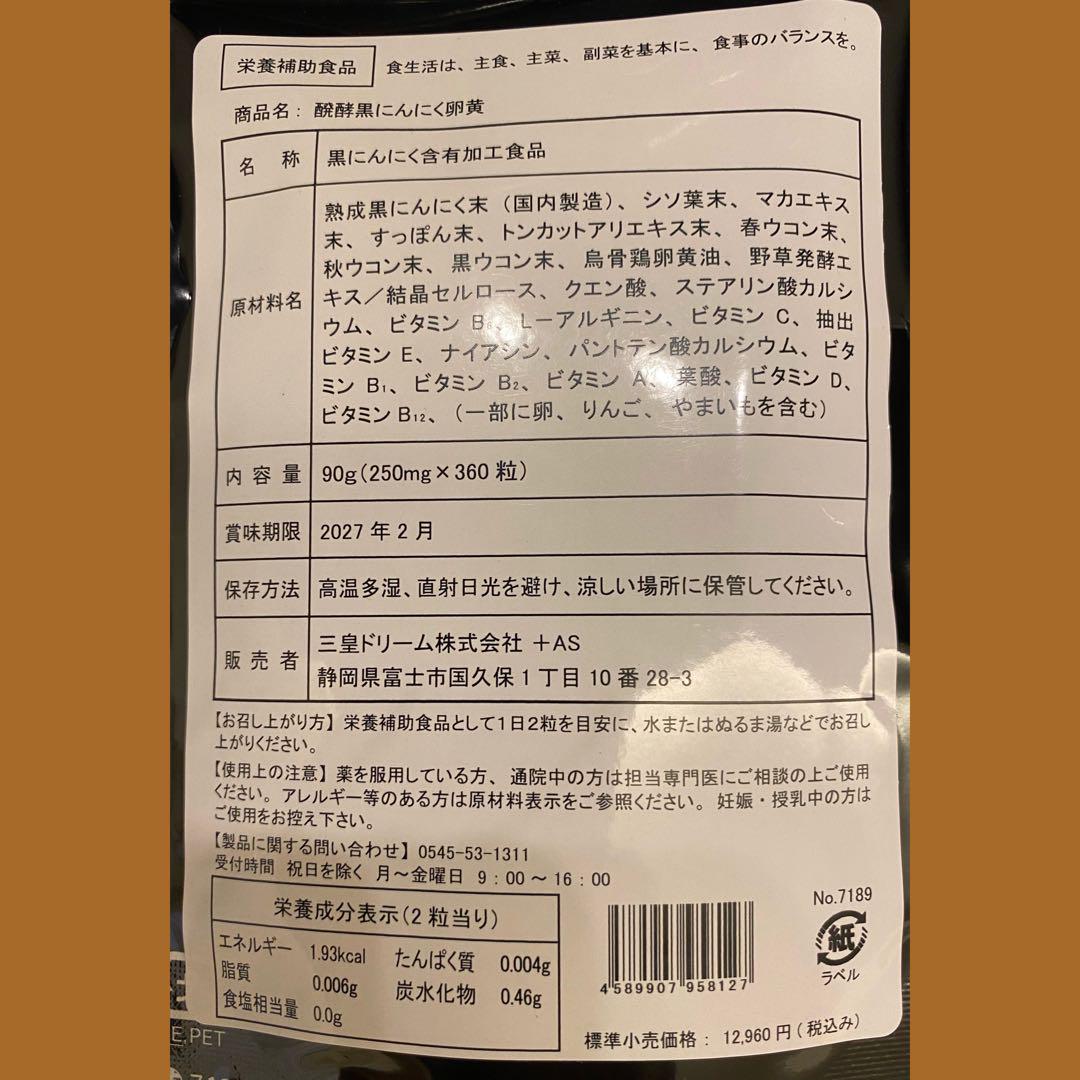 栄養補助食品 食生活は、主食、主菜、副菜を基本に、食事のバランスを。
商品名：醗酵黒にんにく卵黄
名 称 黒にんにく含有加工食品
原材料名 熟成黒にんにく末（国内製造）、シソ葉末、マカエキス
末、すっぽん末、トンカットアリエキス末、春ウコン末、
秋ウコン末、黒ウコン末、烏骨鶏卵黄油、野草発酵エ
キス／結晶セルロース、クエン酸、ステアリン酸カルシ
ウム、ビタミン B₆、L－アルギニン、ビタミン C、抽出
ビタミン E、ナイアシン、パントテン酸カルシウム、ビタ
ミン B₁、ビタミン B₂、ビタミン A、葉酸、ビタミン D、
ビタミン B₁₂、（一部に卵、りんご、やまいもを含む）
内 容 量 90g（250mg×360 粒）
賞味期限 2027 年 2 月
保存方法 高温多湿、直射日光を避け、涼しい場所に保管してください。
販 売 者 三皇ドリーム株式会社 ＋AS
静岡県富士市国久保 1 丁目 10 番 28-3
【お召し上がり方】栄養補助食品として1日2粒を目安に、水またはぬるま湯などでお召し
上がりください。
【使用上の注意】薬を服用している方、通院中の方は担当専門医にご相談の上ご使用
ください。アレルギー等のある方は原材料表示をご参照ください。妊娠・授乳中の方は
ご使用をお控え下さい。
【製品に関する問い合わせ】0545-53-1311
受付時間 祝日を除く 月～金曜日 9：00～16：00
栄養成分表示（2 粒当り）
エネルギー 1.93kcal たんぱく質 0.004g
脂質 0.006g 炭水化物 0.46g
食塩相当量 0.0g
No.7189
紙
ラベル
4 589907 958127
標準小売価格：12,960円（税込み）
E.PET